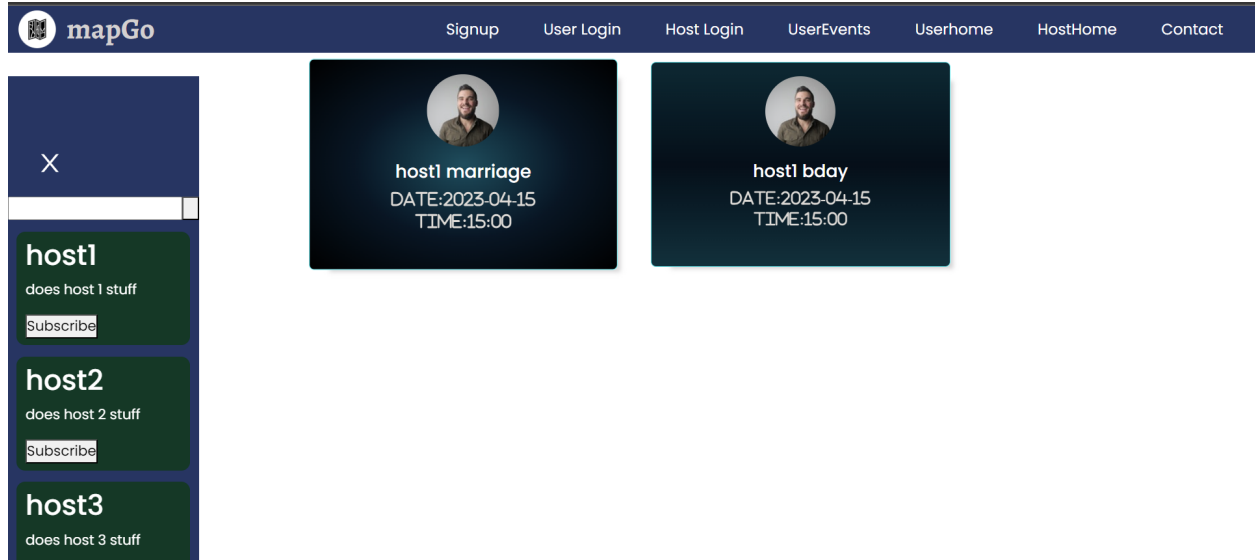 mapGo
Signup User Login Host Login UserEvents Userhome HostHome Contact
X
host1
does host 1 stuff
Subscribe
host2
does host 2 stuff
Subscribe
host3
does host 3 stuff
host1 marriage
DATE:2023-04-15
TIME:15:00
host1 bday
DATE:2023-04-15
TIME:15:00